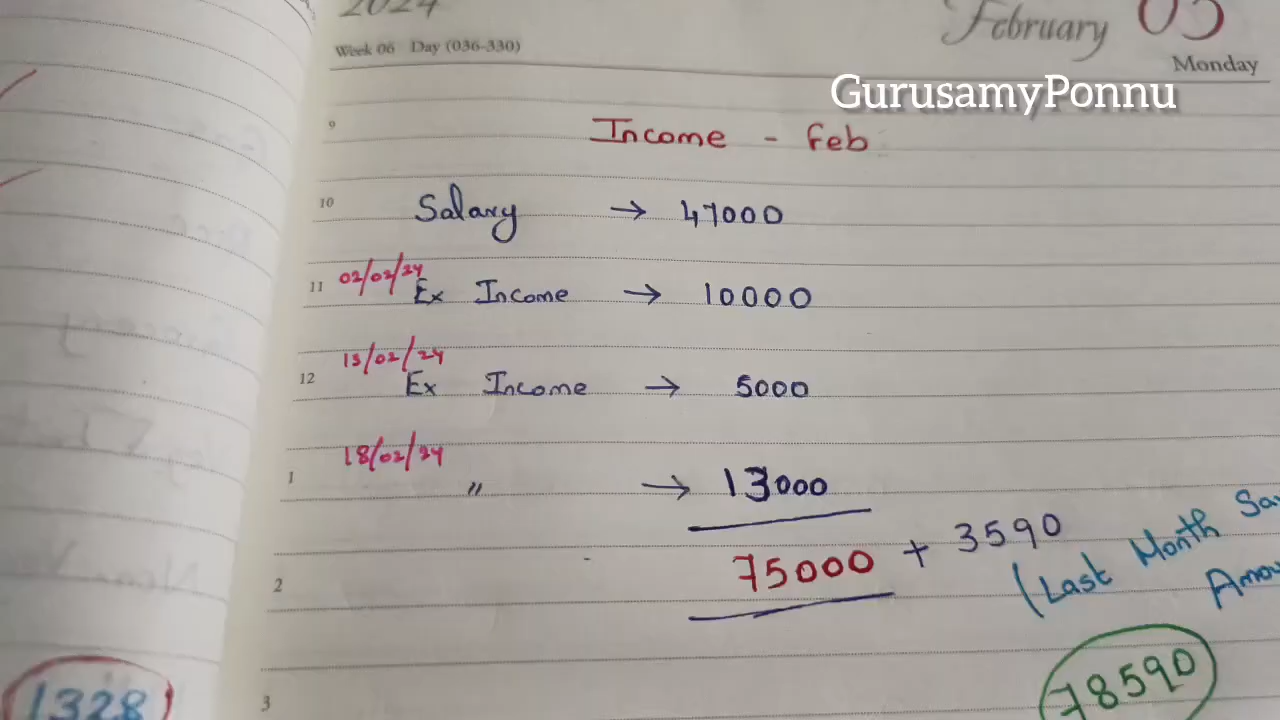 2024
February 05
Week 06 Day (036-330)
Monday
GurusamyPonnu
9
Income - Feb
10 Salary → 47000
02/02/24
11 Ex Income → 10000
13/02/24
12 Ex Income → 5000
18/02/24
1 " → 13000
2 75000 + 3590
(Last Month
3
78590
1328